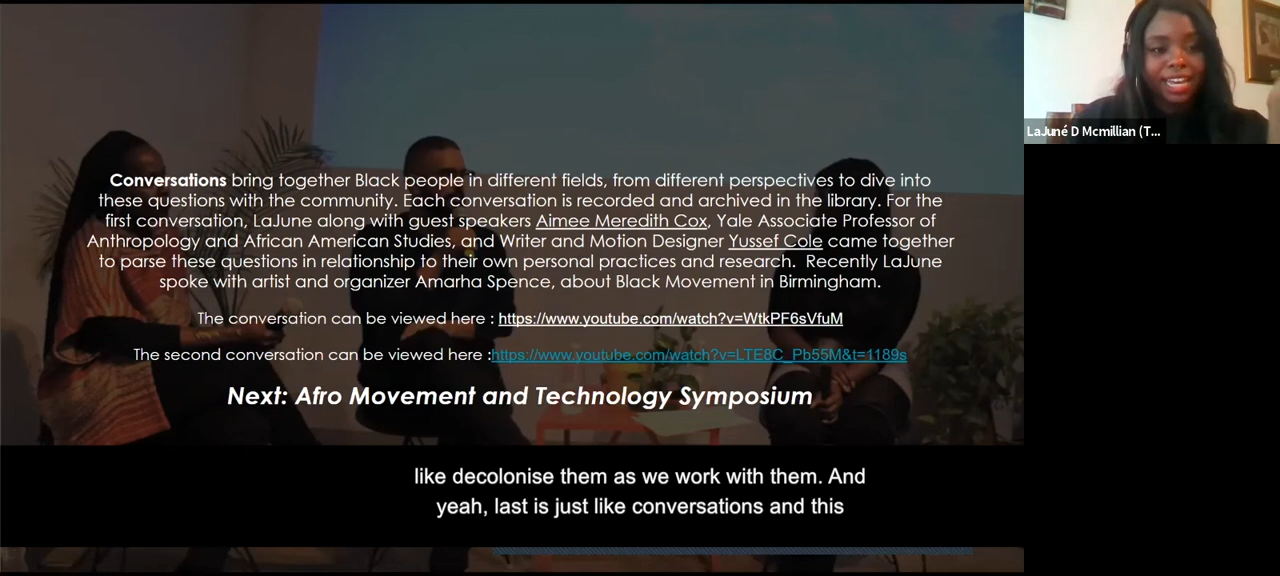 Conversations bring together Black people in different fields, from different perspectives to dive into
these questions with the community. Each conversation is recorded and archived in the library. For the
first conversation, LaJune along with guest speakers Aimee Meredith Cox, Yale Associate Professor of
Anthropology and African American Studies, and Writer and Motion Designer Yussef Cole came together
to parse these questions in relationship to their own personal practices and research. Recently LaJune
spoke with artist and organizer Amarha Spence, about Black Movement in Birmingham.
The conversation can be viewed here : https://www.youtube.com/watch?v=WtkPF6sVfuM
The second conversation can be viewed here :https://www.youtube.com/watch?v=LTE8C_Pb55M&t=1189s
Next: Afro Movement and Technology Symposium
like decolonise them as we work with them. And
yeah, last is just like conversations and this
LaJuné D Mcmillian (T...